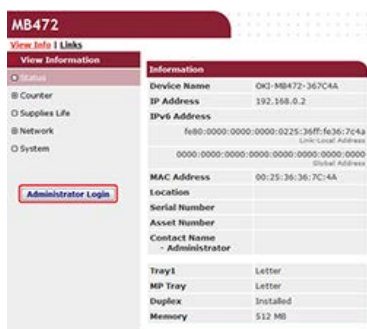 MB472
View Info | Links
View Information
Status
Counter
Supplies Life
Network
System
Administrator Login
Information
Device Name OKI-MB472-367C4A
IP Address 192.168.0.2
IPv6 Address
fe80:0000:0000:0000:0225:36ff:fe36:7c4a
Link-Local Address
0000:0000:0000:0000:0000:0000:0000:0000
Global Address
MAC Address 00:25:36:36:7C:4A
Location
Serial Number
Asset Number
Contact Name
- Administrator
Tray1 Letter
MP Tray Letter
Duplex Installed
Memory 512 MB